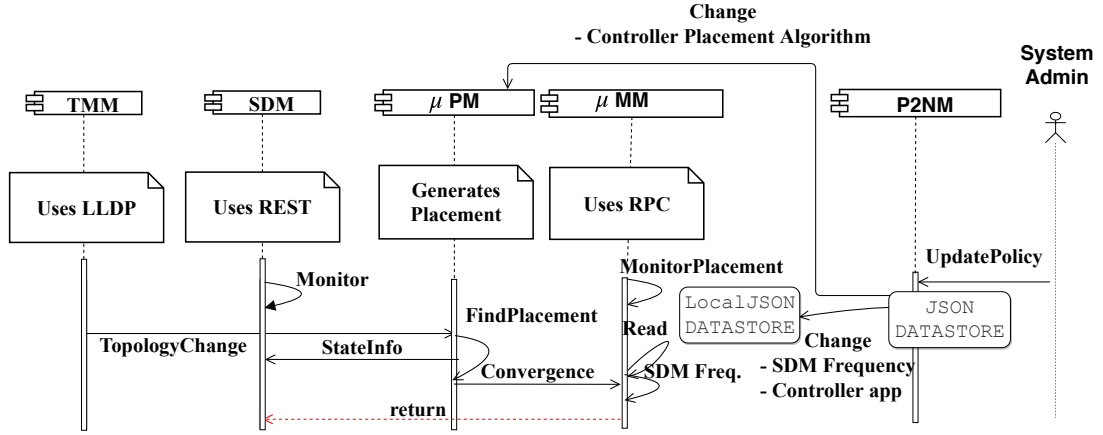 Change
- Controller Placement Algorithm
System
Admin
TMM
SDM
μ PM
μ MM
P2NM
Uses LLDP
Uses REST
Generates
Placement
Uses RPC
UpdatePolicy
Monitor
MonitorPlacement
LocalJSON
DATASTORE
JSON
DATASTORE
FindPlacement
Read
TopologyChange
StateInfo
Change
- SDM Frequency
- Controller app
Convergence
SDM Freq.
return